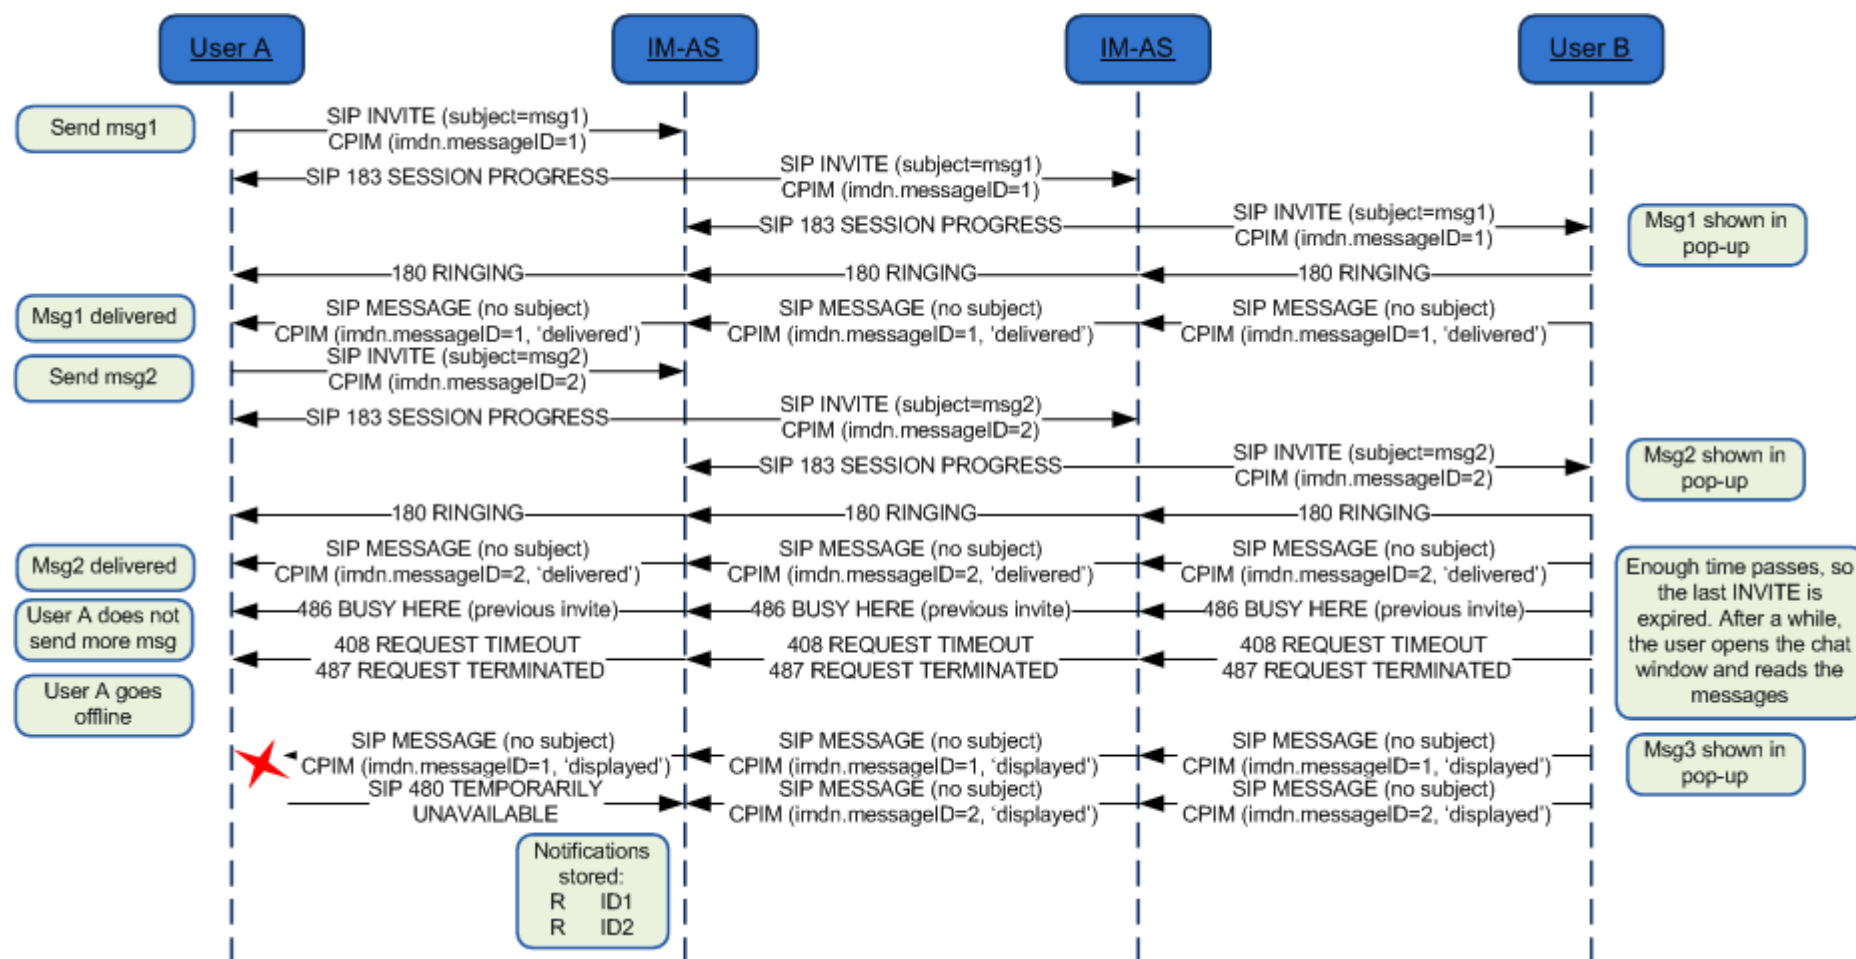 User A
IM-AS
IM-AS
User B
Send msg1
SIP INVITE (subject=msg1)
CPIM (imdn.messageID=1)
SIP 183 SESSION PROGRESS
SIP INVITE (subject=msg1)
CPIM (imdn.messageID=1)
SIP 183 SESSION PROGRESS
SIP INVITE (subject=msg1)
CPIM (imdn.messageID=1)
Msg1 shown in
pop-up
180 RINGING
180 RINGING
180 RINGING
Msg1 delivered
SIP MESSAGE (no subject)
CPIM (imdn.messageID=1, ‘delivered’)
SIP MESSAGE (no subject)
CPIM (imdn.messageID=1, ‘delivered’)
SIP MESSAGE (no subject)
CPIM (imdn.messageID=1, ‘delivered’)
Send msg2
SIP INVITE (subject=msg2)
CPIM (imdn.messageID=2)
SIP 183 SESSION PROGRESS
SIP INVITE (subject=msg2)
CPIM (imdn.messageID=2)
SIP 183 SESSION PROGRESS
SIP INVITE (subject=msg2)
CPIM (imdn.messageID=2)
Msg2 shown in
pop-up
180 RINGING
180 RINGING
180 RINGING
Msg2 delivered
SIP MESSAGE (no subject)
CPIM (imdn.messageID=2, ‘delivered’)
SIP MESSAGE (no subject)
CPIM (imdn.messageID=2, ‘delivered’)
SIP MESSAGE (no subject)
CPIM (imdn.messageID=2, ‘delivered’)
Enough time passes, so
the last INVITE is
expired. After a while,
the user opens the chat
window and reads the
messages
User A does not
send more msg
486 BUSY HERE (previous invite)
486 BUSY HERE (previous invite)
486 BUSY HERE (previous invite)
408 REQUEST TIMEOUT
487 REQUEST TERMINATED
408 REQUEST TIMEOUT
487 REQUEST TERMINATED
408 REQUEST TIMEOUT
487 REQUEST TERMINATED
User A goes
offline
SIP MESSAGE (no subject)
CPIM (imdn.messageID=1, ‘displayed’)
SIP MESSAGE (no subject)
CPIM (imdn.messageID=1, ‘displayed’)
SIP MESSAGE (no subject)
CPIM (imdn.messageID=1, ‘displayed’)
Msg3 shown in
pop-up
SIP 480 TEMPORARILY
UNAVAILABLE
SIP MESSAGE (no subject)
CPIM (imdn.messageID=2, ‘displayed’)
SIP MESSAGE (no subject)
CPIM (imdn.messageID=2, ‘displayed’)
Notifications
stored:
R ID1
R ID2